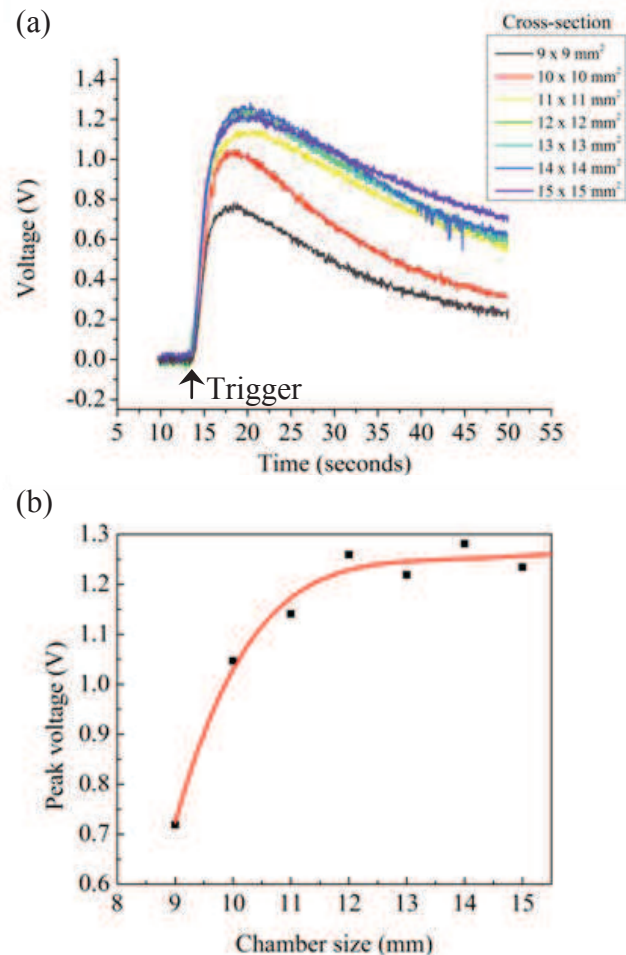 (a)
Cross-section
9 x 9 mm²
10 x 10 mm²
11 x 11 mm²
12 x 12 mm²
13 x 13 mm²
14 x 14 mm²
15 x 15 mm²
1.4
1.2
1.0
0.8
0.6
0.4
0.2
0.0
-0.2
Voltage (V)
Trigger
5 10 15 20 25 30 35 40 45 50 55
Time (seconds)
(b)
1.3
1.2
1.1
1.0
0.9
0.8
0.7
0.6
Peak voltage (V)
8 9 10 11 12 13 14 15
Chamber size (mm)